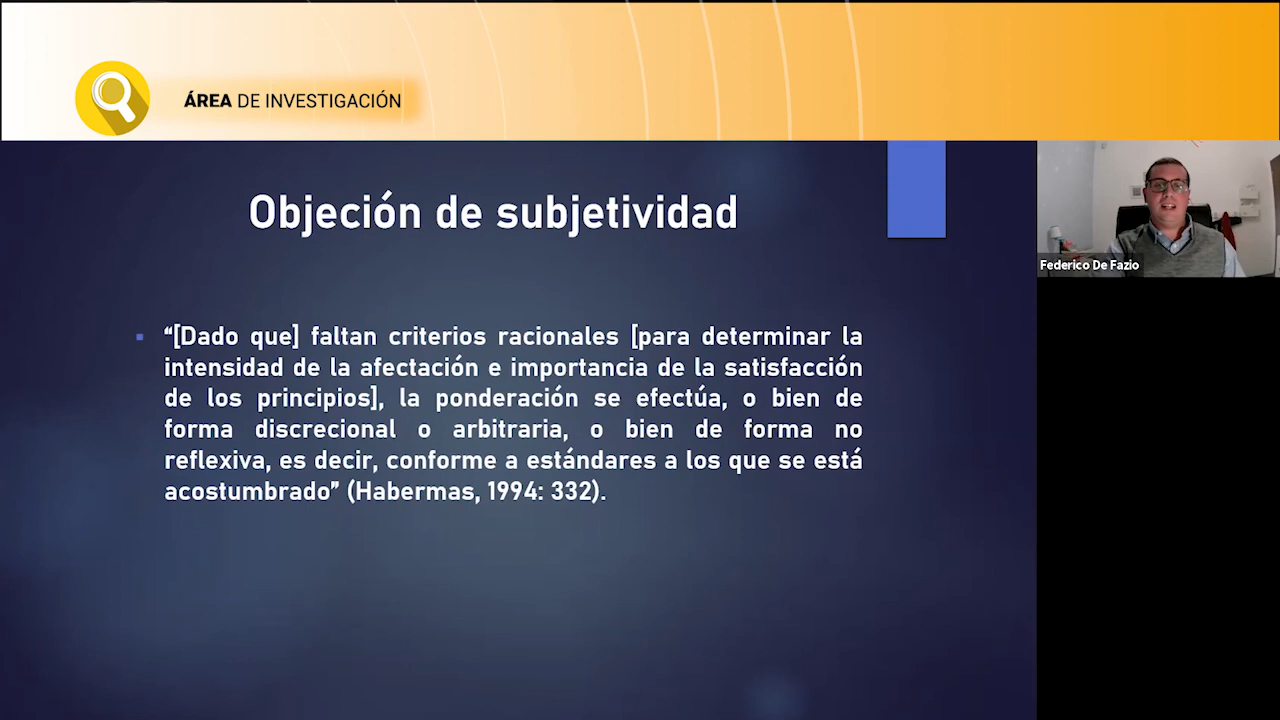 ÁREA DE INVESTIGACIÓN
Objeción de subjetividad
Federico De Fazio
“[Dado que] faltan criterios racionales [para determinar la
intensidad de la afectación e importancia de la satisfacción
de los principios], la ponderación se efectúa, o bien de
forma discrecional o arbitraria, o bien de forma no
reflexiva, es decir, conforme a estándares a los que se está
acostumbrado” (Habermas, 1994: 332).